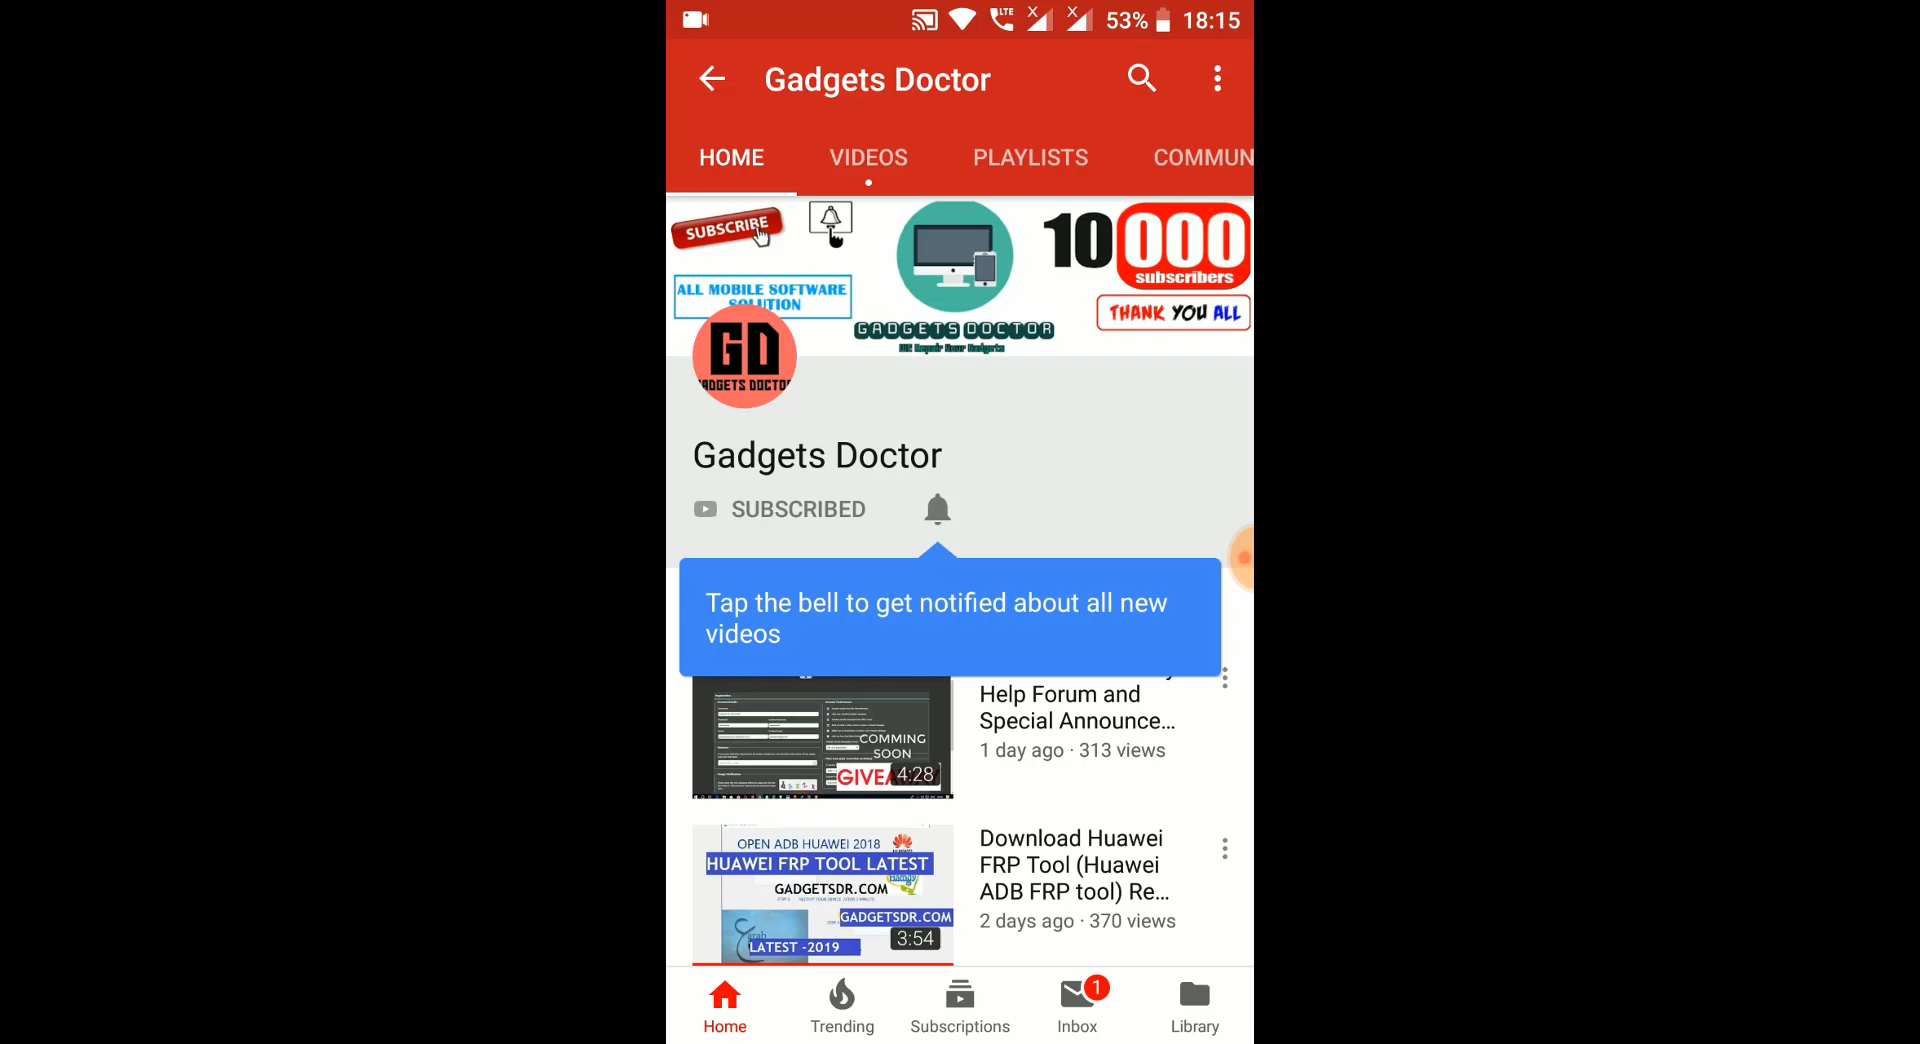 LTE
X
X
53%
18:15
Gadgets Doctor
HOME
VIDEOS
PLAYLISTS
COMMUN
SUBSCRIBE
ALL MOBILE SOFTWARE
SOLUTION
GADGETS DOCTOR
10000
subscribers
THANK YOU ALL
GD
Gadgets Doctor
SUBSCRIBED
Tap the bell to get notified about all new
videos
COMMING
SOON
4:28
Help Forum and
Special Announce...
1 day ago · 313 views
OPEN ADB HUAWEI 2018
HUAWEI FRP TOOL LATEST
GADGETSDR.COM
GADGETSDR.COM
LATEST -2019
3:54
Download Huawei
FRP Tool (Huawei
ADB FRP tool) Re...
2 days ago · 370 views
Home
Trending
Subscriptions
1
Inbox
Library